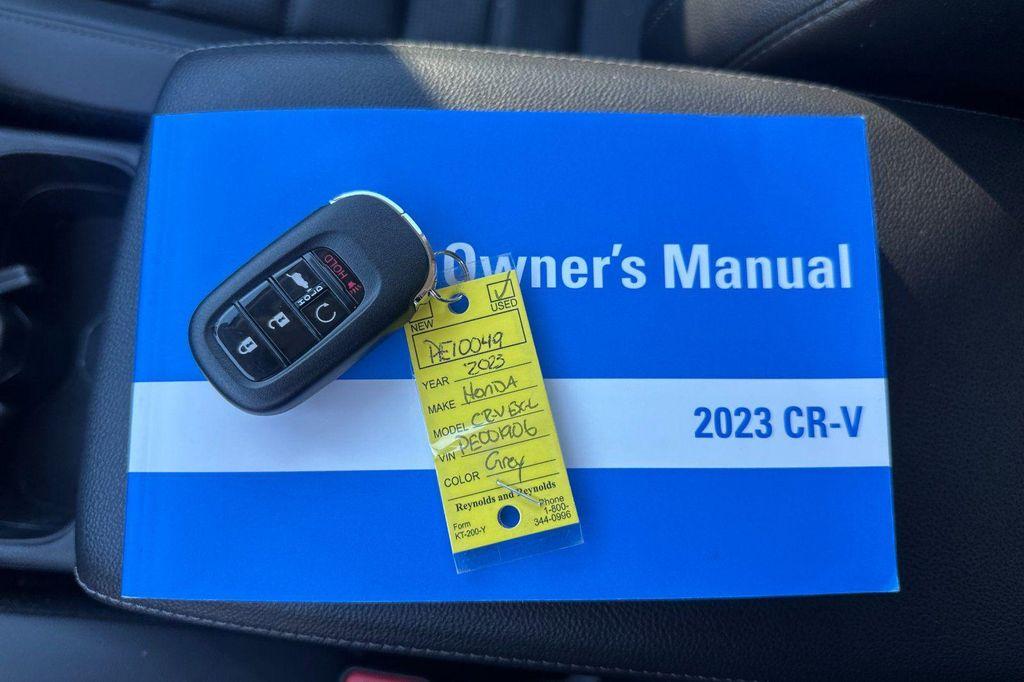 Owner's Manual
2023 CR-V
HOLD
HOLD
NEW USED
PE10049
YEAR 2023
MAKE HONDA
MODEL CR-V EX-L
VIN PE001906
COLOR Grey
Reynolds and Reynolds
Form
KT-200-Y
Phone
1-800-
344-0996